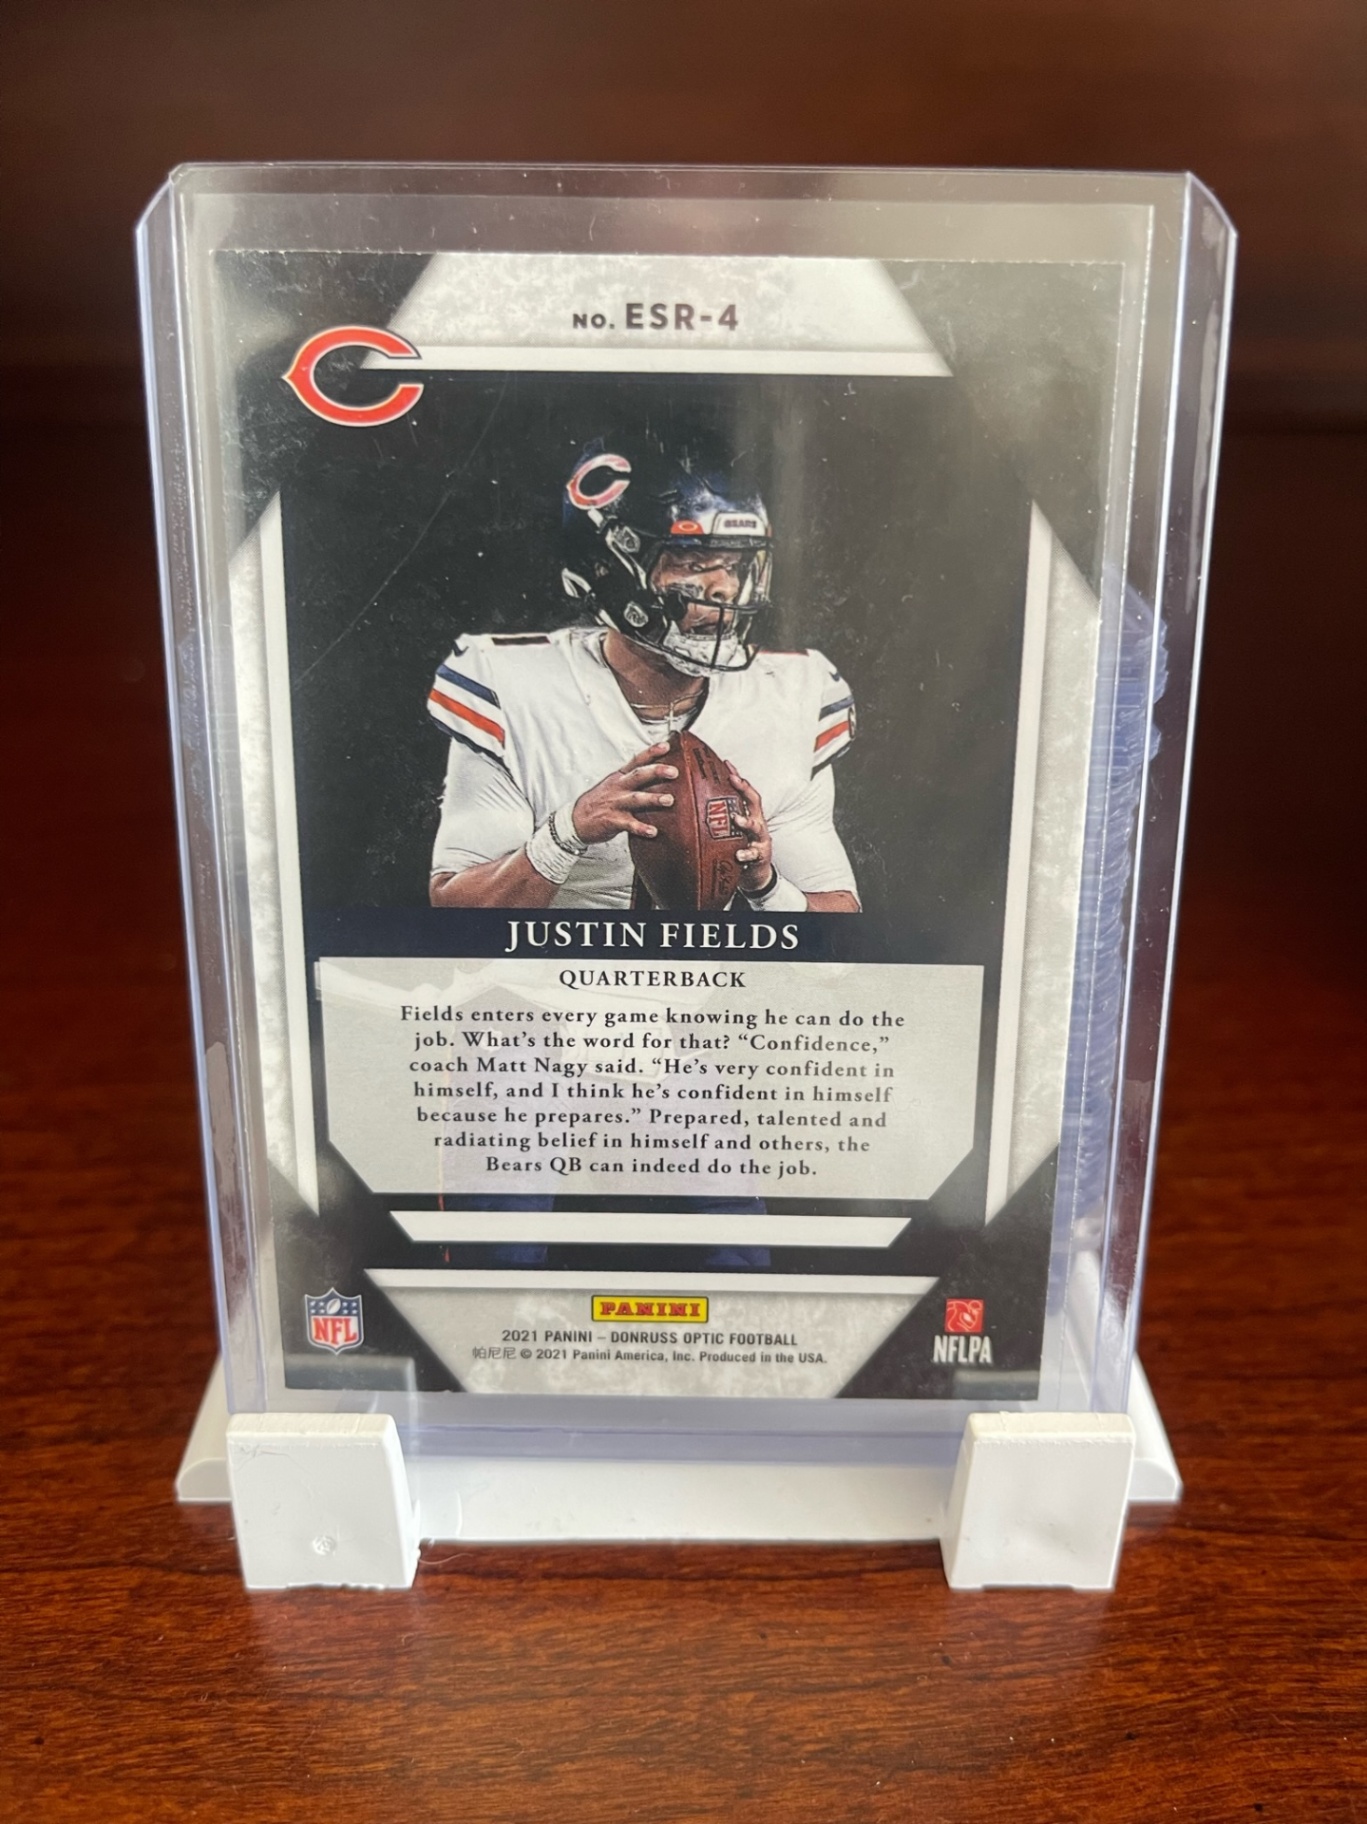 NO. ESR-4
BEARS
1
NFL
JUSTIN FIELDS
QUARTERBACK
Fields enters every game knowing he can do the
job. What's the word for that? “Confidence,”
coach Matt Nagy said. “He's very confident in
himself, and I think he's confident in himself
because he prepares.” Prepared, talented and
radiating belief in himself and others, the
Bears QB can indeed do the job.
PANINI
NFL
2021 PANINI – DONRUSS OPTIC FOOTBALL
NFLPA
帕尼尼 © 2021 Panini America, Inc. Produced in the USA.